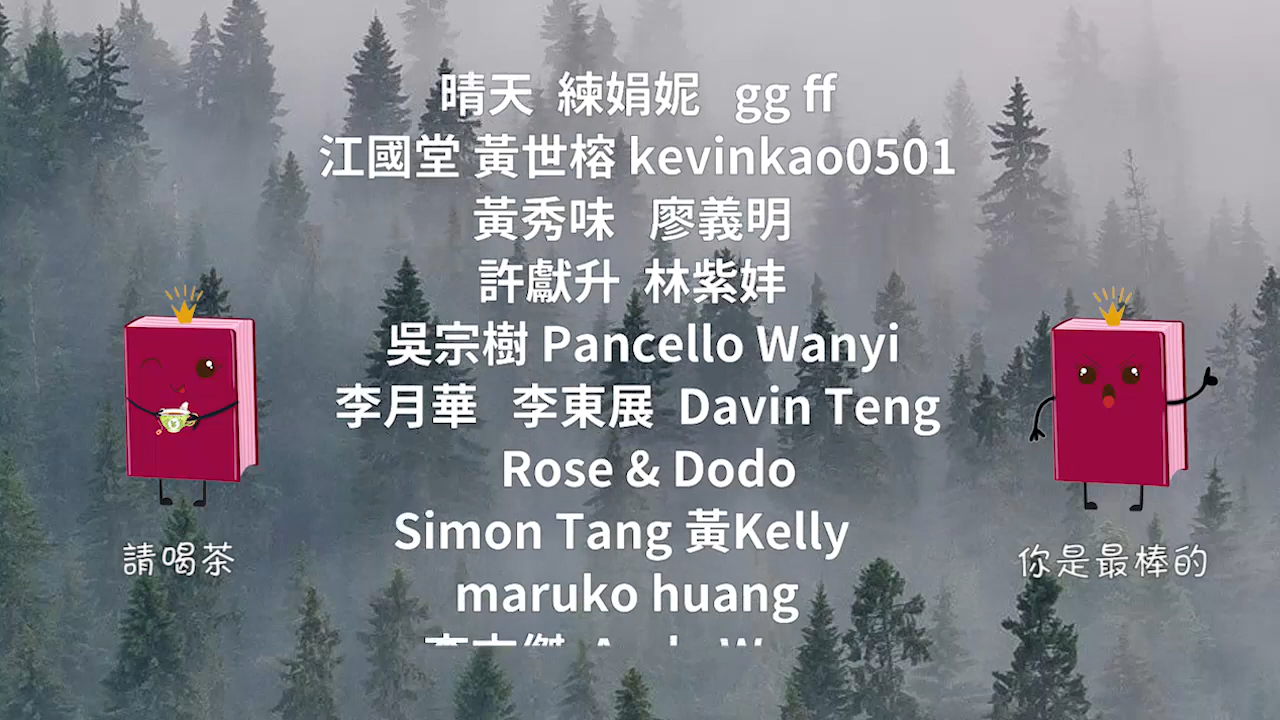 晴天 練娟妮 gg ff
江國堂 黃世榕 kevinkao0501
黃秀味 廖義明
許獻升 林紫妦
吳宗樹 Pancello Wanyi
李月華 李東展 Davin Teng
Rose & Dodo
Simon Tang 黃Kelly
maruko huang
請喝茶
你是最棒的